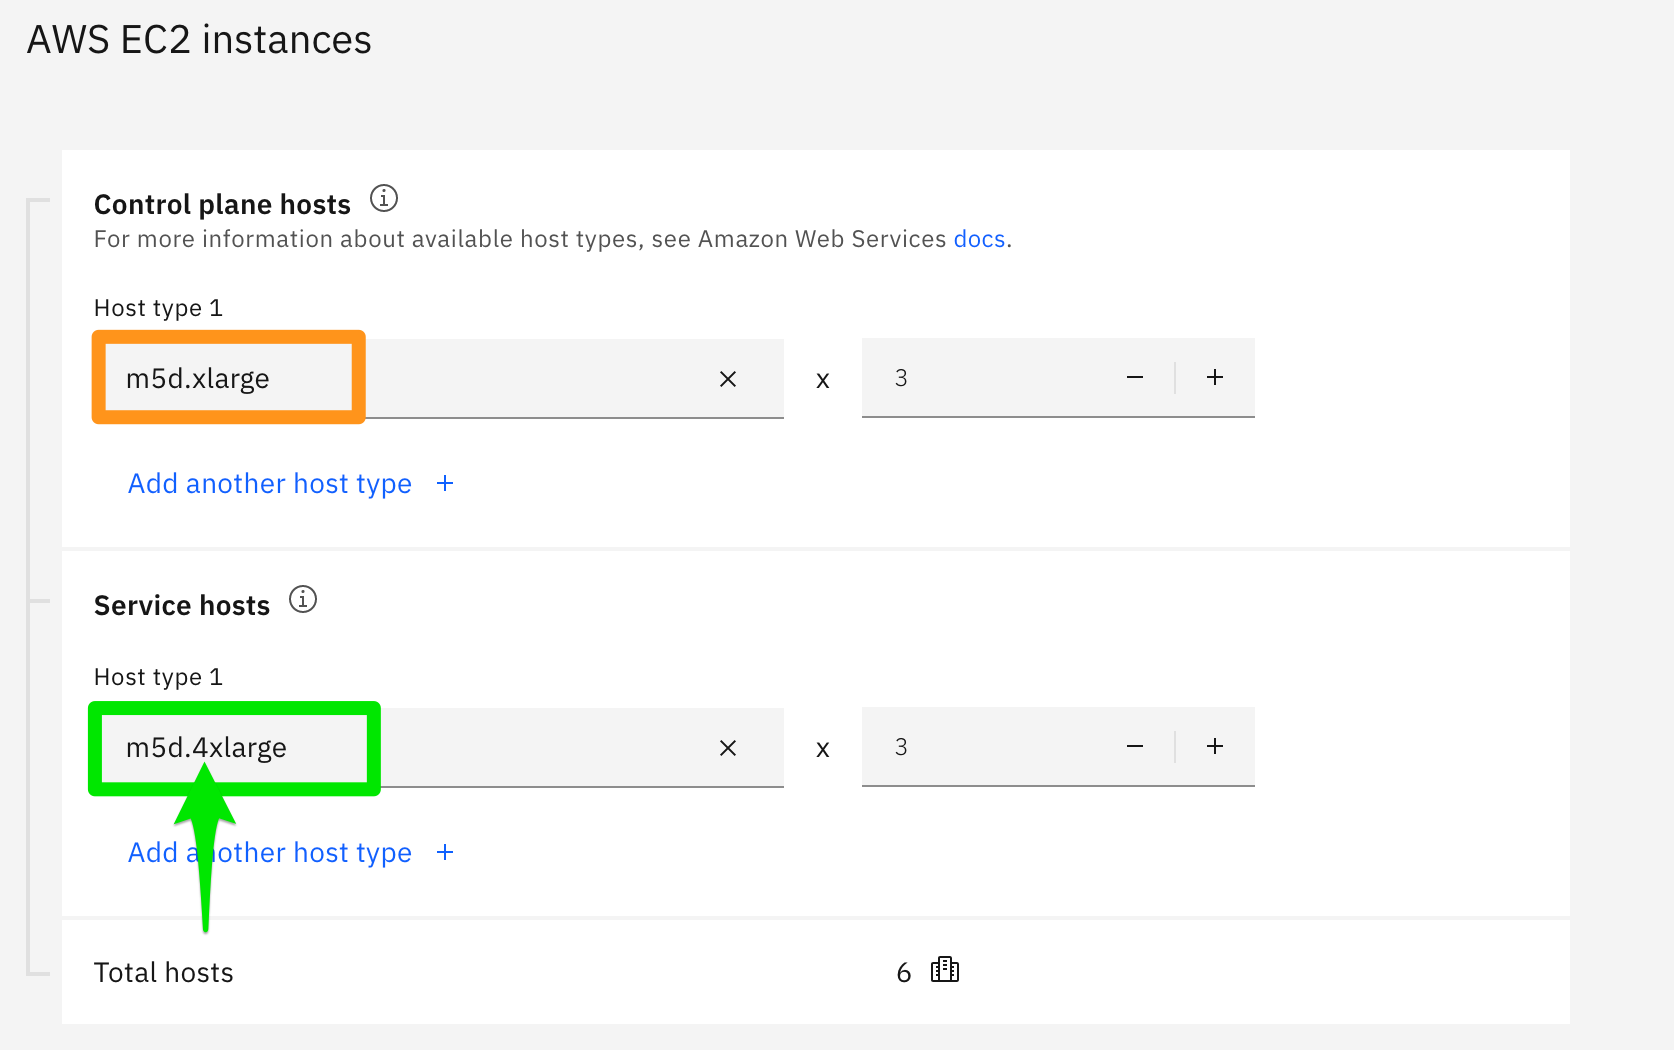 AWS EC2 instances
Control plane hosts
For more information about available host types, see Amazon Web Services docs.
Host type 1
m5d.xlarge x 3
Add another host type +
Service hosts
Host type 1
m5d.4xlarge x 3
Add another host type +
Total hosts 6